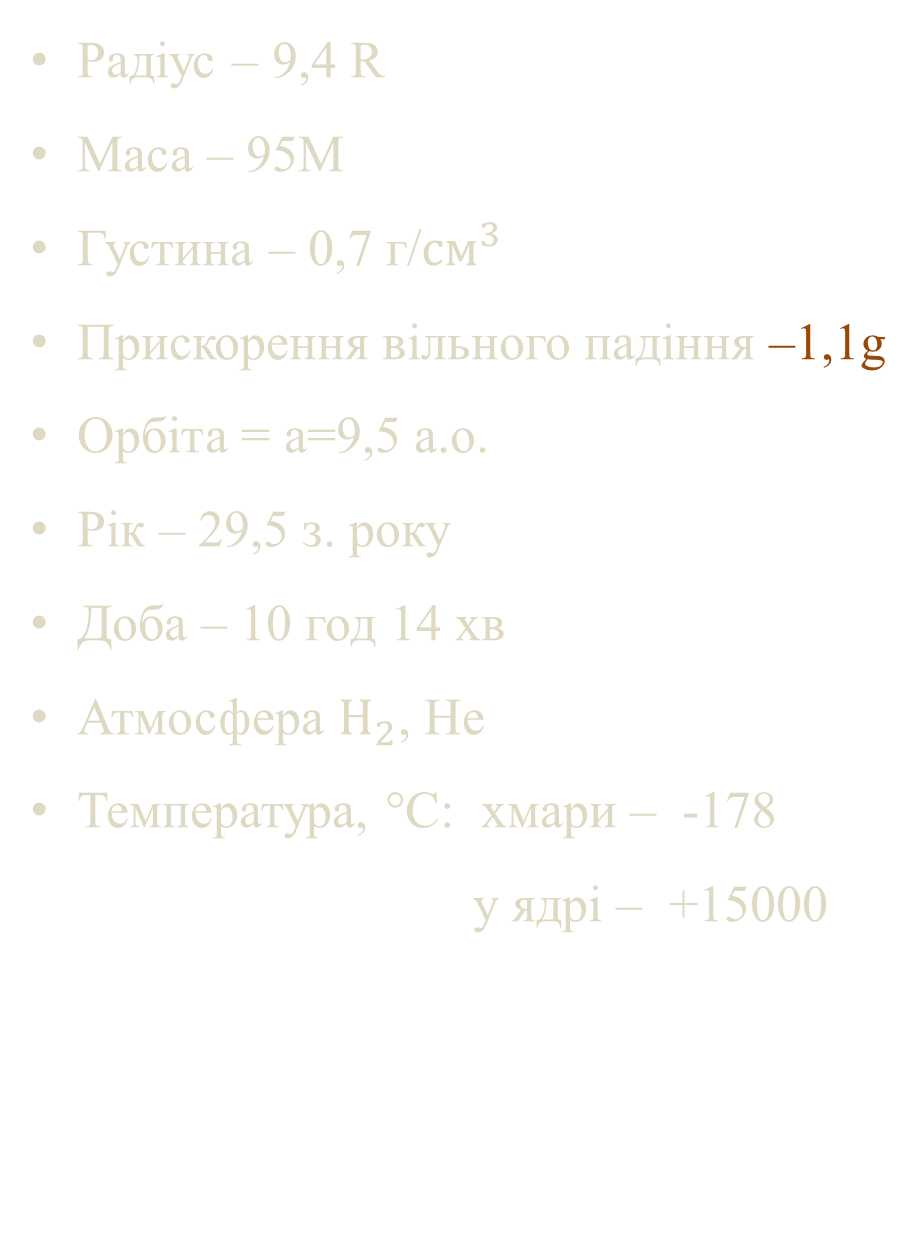 • Радіус – 9,4 R
• Маса – 95М
• Густина – 0,7 г/см³
• Прискорення вільного падіння –1,1g
• Орбіта = а=9,5 а.о.
• Рік – 29,5 з. року
• Доба – 10 год 14 хв
• Атмосфера H₂, He
• Температура, °С: хмари – -178
у ядрі – +15000